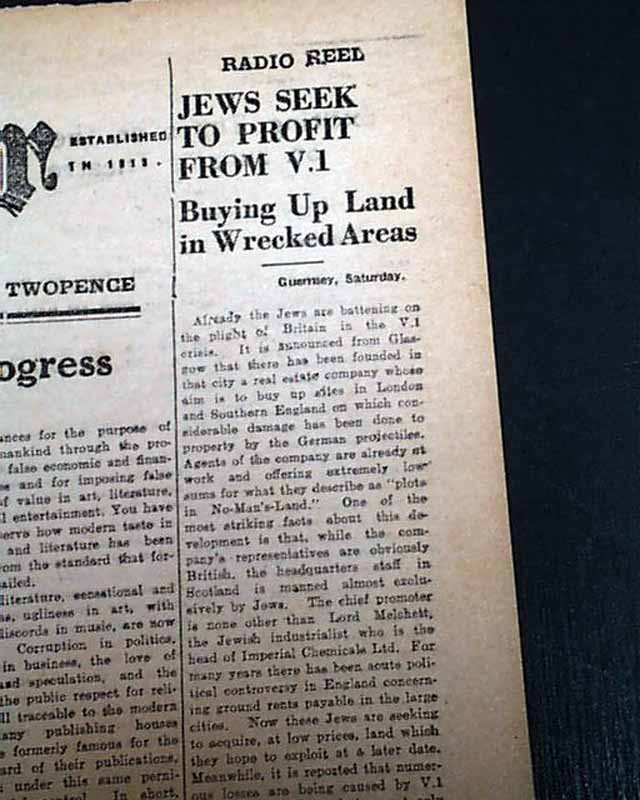 ESTABLISHED
IN 1813.
TWOPENCE
ogress
ances for the purpose of
mankind through the pro-
false economic and finan-
es and for imposing false
of value in art, literature,
l entertainment. You have
serve how modern taste in
and literature has been
rom the standard that for-
ailed.
literature, sensational and
ugliness in art, with
discords in music, are now
Corruption in politics,
in business, the love of
and speculation, and the
the public respect for reli-
ll traceable to the modern
any publishing houses
formerly famous for the
ard of their publications,
under this same perni-
control. In short,
RADIO REEL
JEWS SEEK
TO PROFIT
FROM V.1
Buying Up Land
in Wrecked Areas
Guernsey, Saturday.
Already the Jews are battening on
the plight of Britain in the V.1
crisis. It is announced from Glas-
gow that there has been founded in
that city a real estate company whose
aim is to buy up sites in London
and Southern England on which con-
siderable damage has been done to
property by the German projectiles.
Agents of the company are already at
work and offering extremely low
sums for what they describe as "plots
in No-Man's-Land." One of the
most striking facts about this de-
velopment is that, while the com-
pany's representatives are obviously
British, the headquarters staff in
Scotland is manned almost exclu-
sively by Jews. The chief promoter
is none other than Lord Melchett,
the Jewish industrialist who is the
head of Imperial Chemicals Ltd. For
many years there has been acute poli-
tical controversy in England concern-
ing ground rents payable in the large
cities. Now these Jews are seeking
to acquire, at low prices, land which
they hope to exploit at a later date.
Meanwhile, it is reported that numer-
ous losses are being caused by V.1